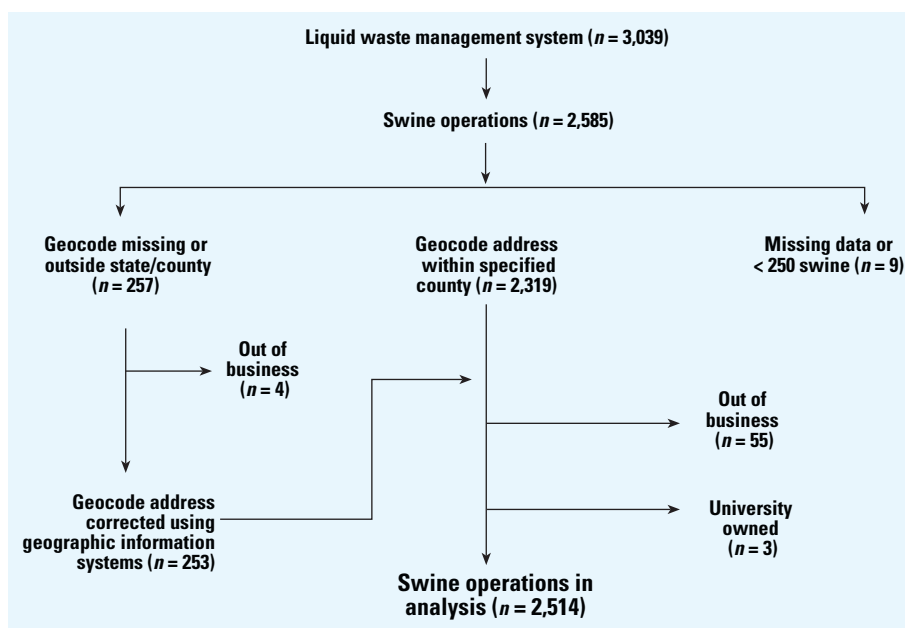 Liquid waste management system (n = 3,039)
Swine operations (n = 2,585)
Geocode missing or
outside state/county
(n = 257)
Geocode address
within specified
county (n = 2,319)
Missing data or
< 250 swine (n = 9)
Out of
business
(n = 4)
Out of
business
(n = 55)
Geocode address
corrected using
geographic information
systems (n = 253)
University
owned
(n = 3)
Swine operations in
analysis (n = 2,514)